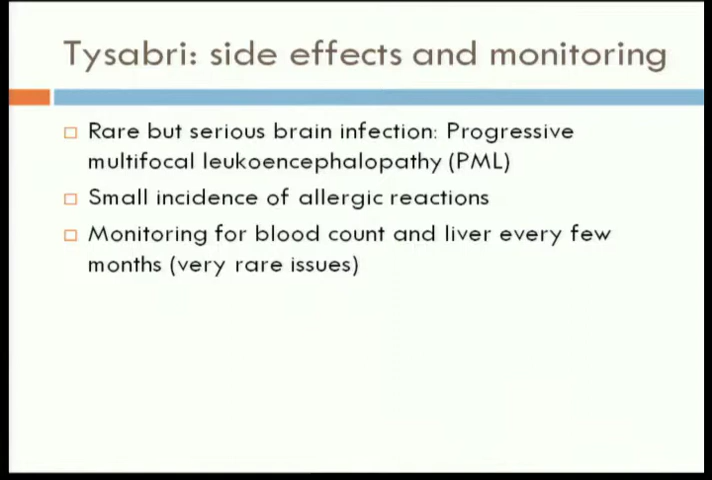 Tysabri: side effects and monitoring
Rare but serious brain infection: Progressive
multifocal leukoencephalopathy (PML)
Small incidence of allergic reactions
Monitoring for blood count and liver every few
months (very rare issues)